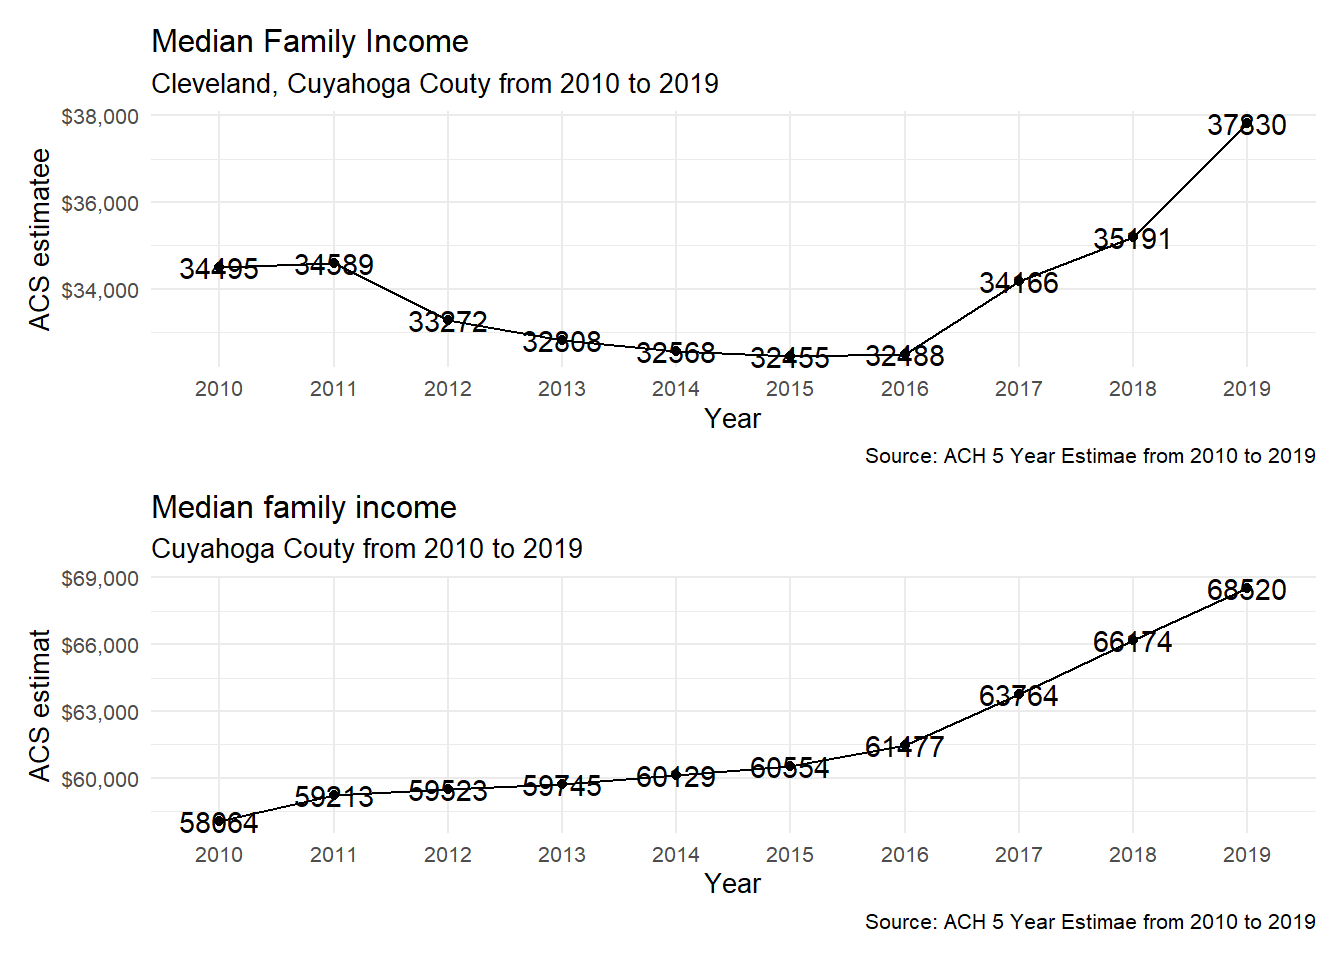 Median Family Income
Cleveland, Cuyahoga Couty from 2010 to 2019
ACS estimatee
$38,000
$36,000
$34,000
34495 34589 33272 32808 32568 32455 32488 34166 35191 37830
2010 2011 2012 2013 2014 2015 2016 2017 2018 2019
Year
Source: ACH 5 Year Estimae from 2010 to 2019
Median family income
Cuyahoga Couty from 2010 to 2019
ACS estimat
$69,000
$66,000
$63,000
$60,000
58064 59213 59523 59745 60129 60554 61477 63764 66174 68520
2010 2011 2012 2013 2014 2015 2016 2017 2018 2019
Year
Source: ACH 5 Year Estimae from 2010 to 2019